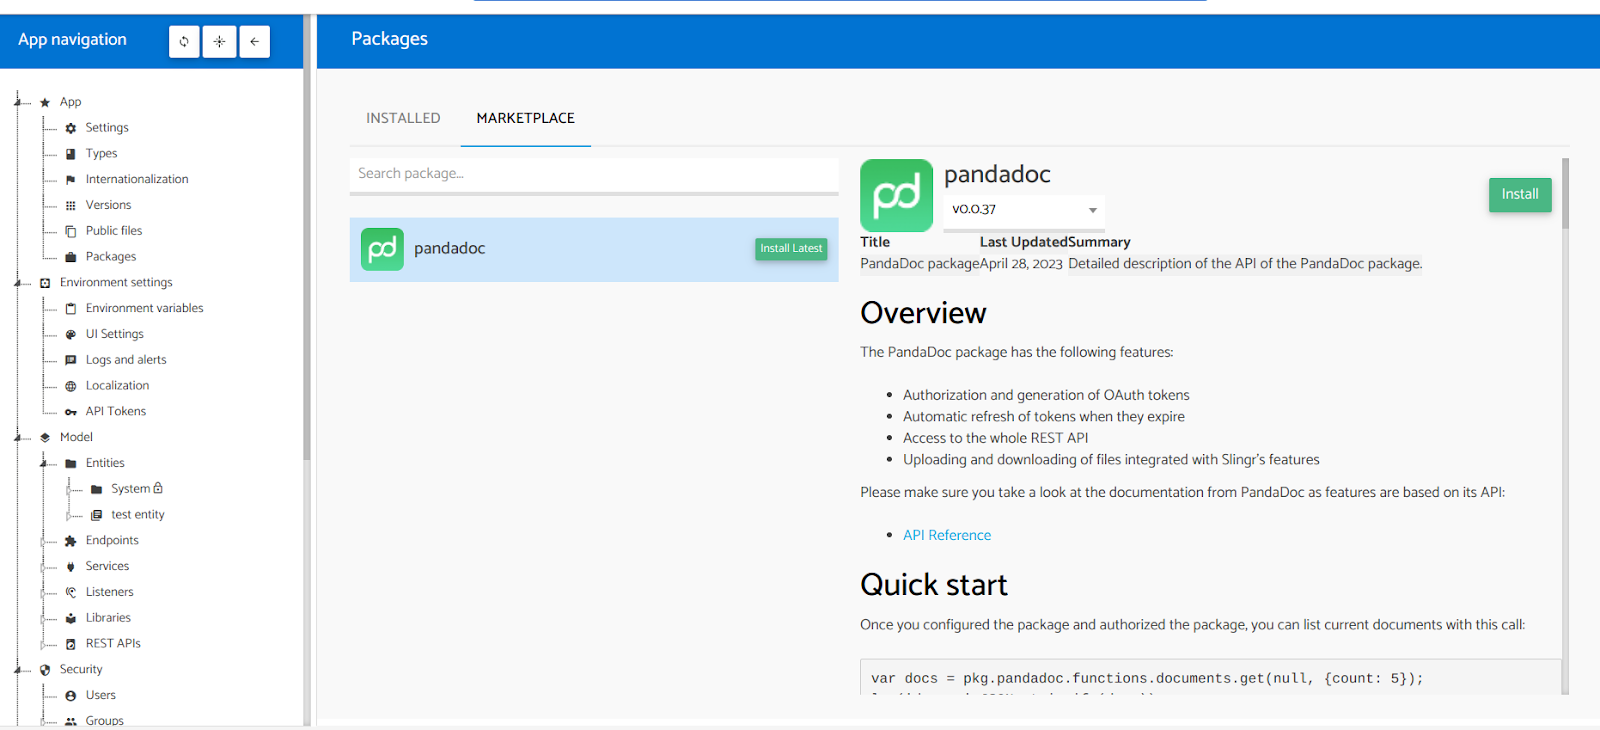 App navigation
Packages
App
Settings
Types
Internationalization
Versions
Public files
Packages
Environment settings
Environment variables
UI Settings
Logs and alerts
Localization
API Tokens
Model
Entities
System
test entity
Endpoints
Services
Listeners
Libraries
REST APIs
Security
Users
Groups
INSTALLED MARKETPLACE
Search package...
pd pandadoc Install Latest
pd pandadoc
v0.0.37
Install
Title Last Updated Summary
PandaDoc package April 28, 2023 Detailed description of the API of the PandaDoc package.
Overview
The PandaDoc package has the following features:
Authorization and generation of OAuth tokens
Automatic refresh of tokens when they expire
Access to the whole REST API
Uploading and downloading of files integrated with Slingr's features
Please make sure you take a look at the documentation from PandaDoc as features are based on its API:
API Reference
Quick start
Once you configured the package and authorized the package, you can list current documents with this call:
var docs = pkg.pandadoc.functions.documents.get(null, {count: 5});